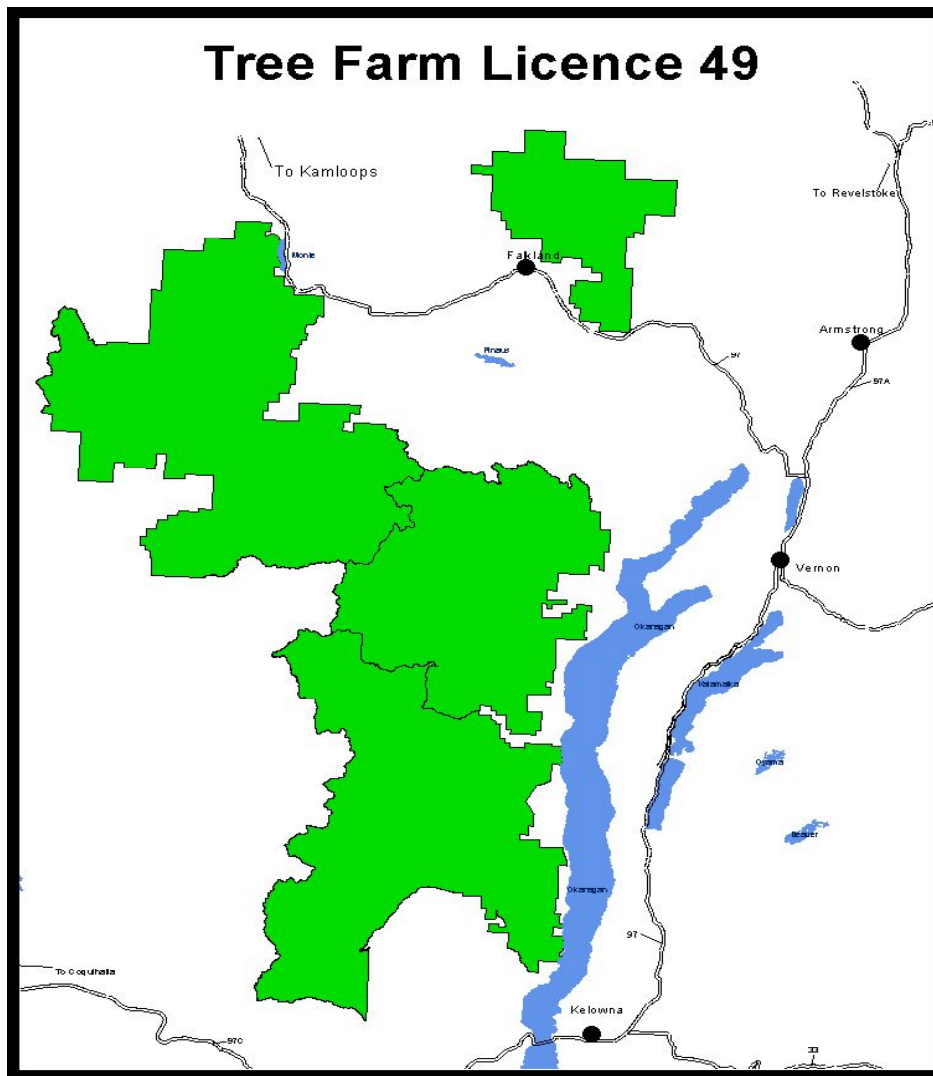 Tree Farm Licence 49
To Kamloops
To Revelstoke
Monte
Falkland
Armstrong
Pinaus
97
97A
Vernon
Okanagan
Kalamalka
Oyama
Beaver
Okanagan
97
To Coquihalla
Kelowna
97C
33